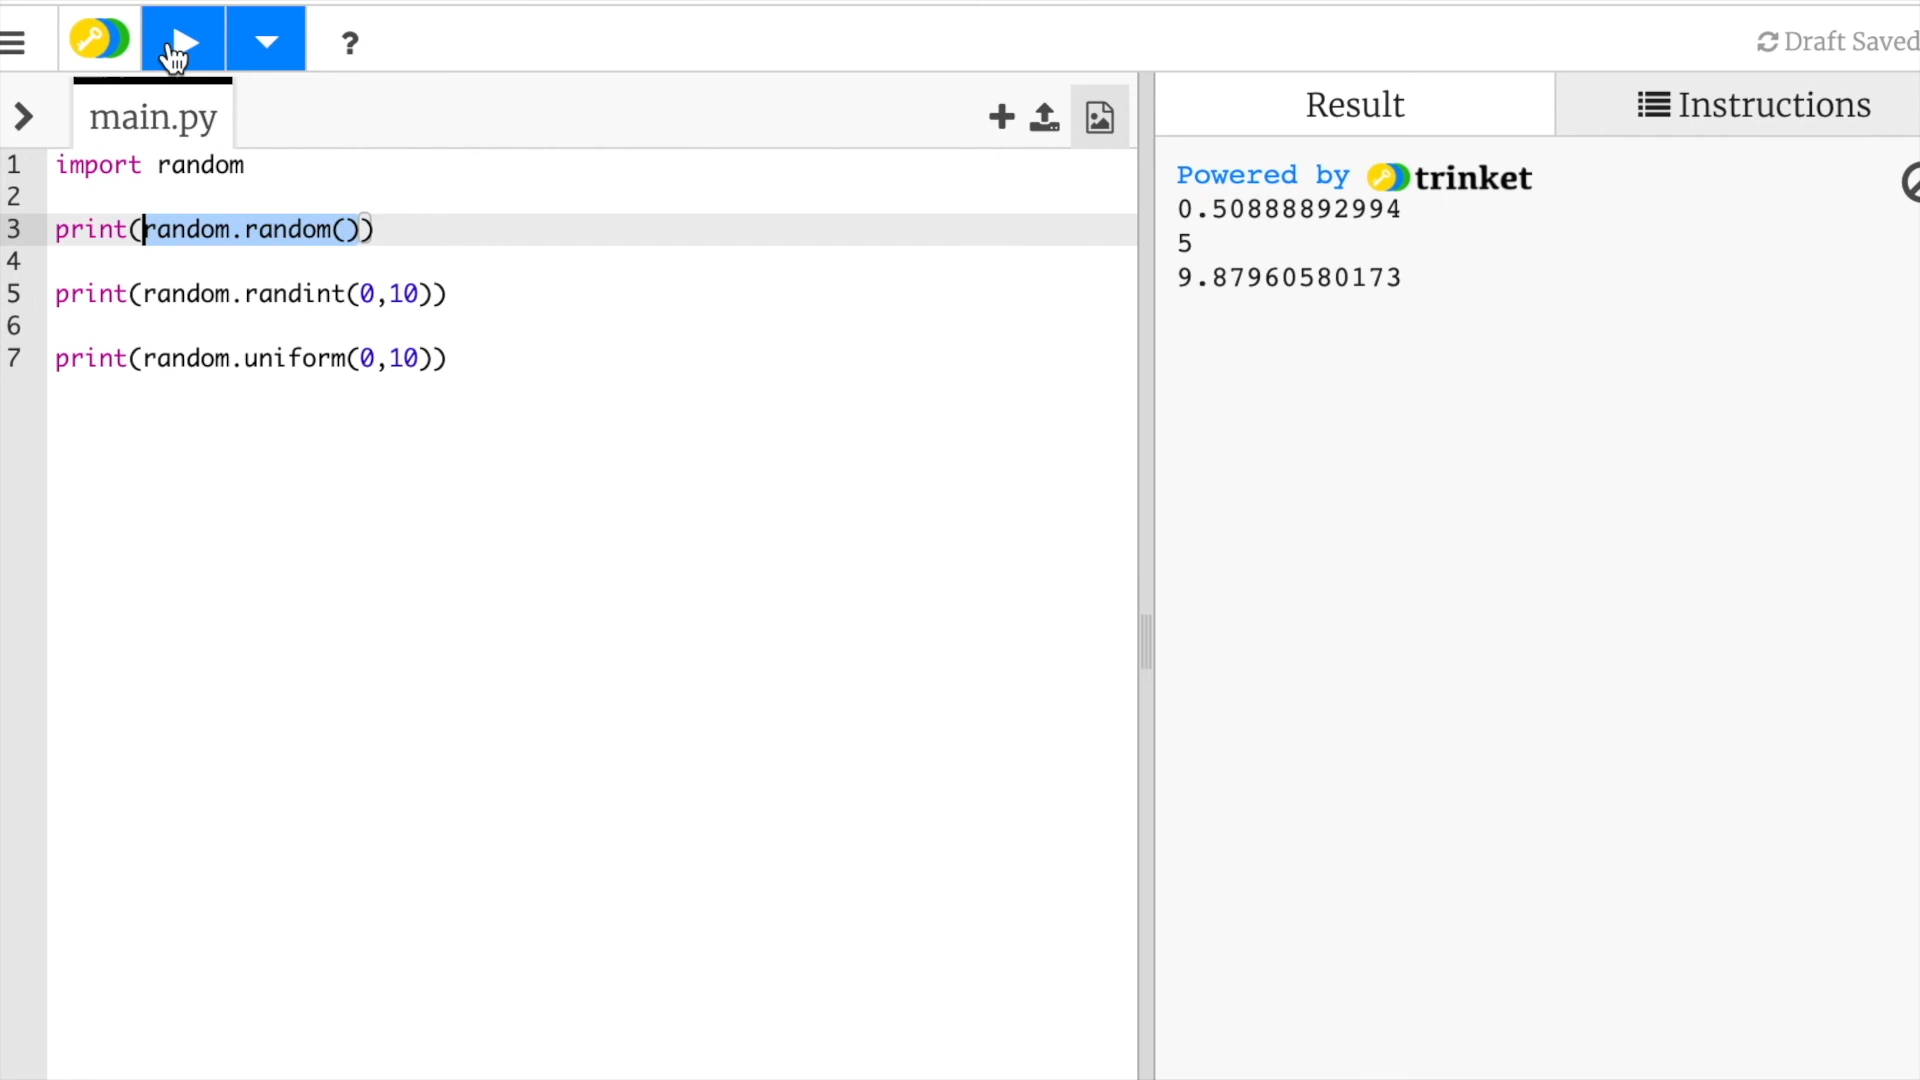 ?
Draft Saved
main.py
Result
Instructions
1 import random
2
3 print(random.random())
4
5 print(random.randint(0,10))
6
7 print(random.uniform(0,10))
Powered by trinket
0.50888892994
5
9.87960580173